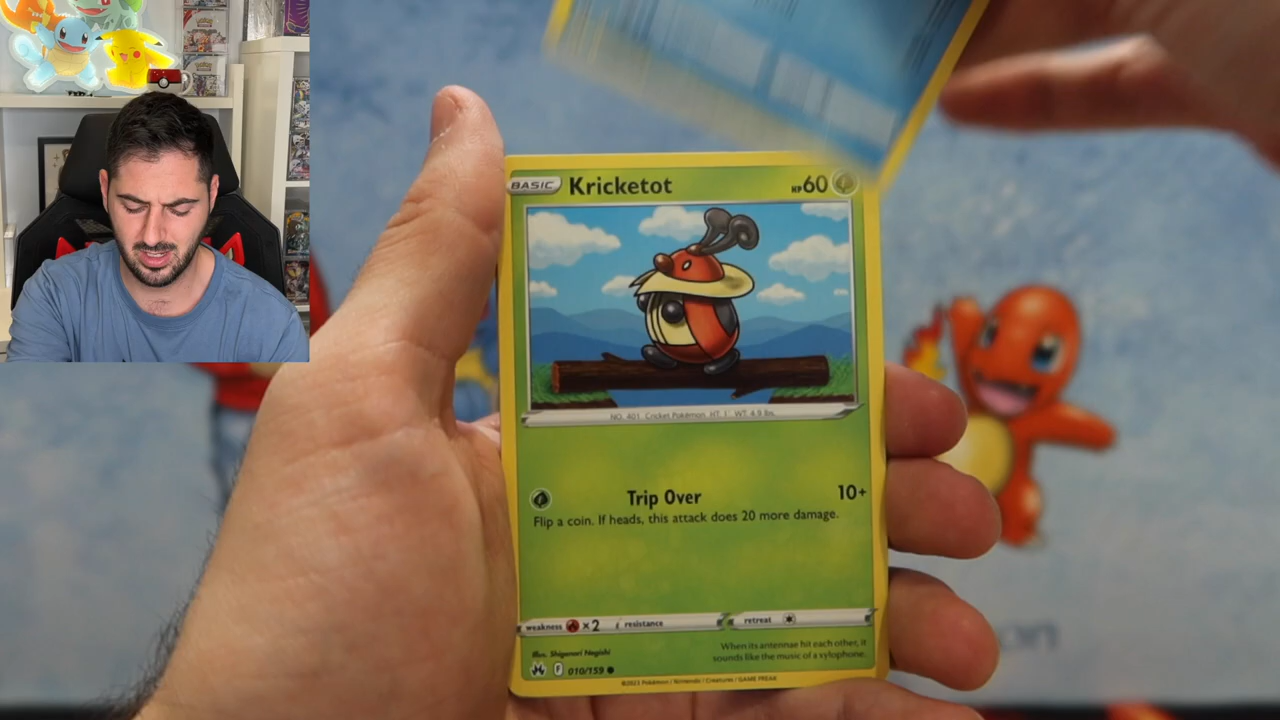 BASIC Kricketot HP60
NO. 401 Cricket Pokémon HT: 1' WT: 4.9 lbs.
Trip Over 10+
Flip a coin. If heads, this attack does 20 more damage.
weakness ×2 resistance retreat
Illus. Shigenori Negishi
When its antennae hit each other, it
sounds like the music of a xylophone.
F 010/159
©2023 Pokémon / Nintendo / Creatures / GAME FREAK